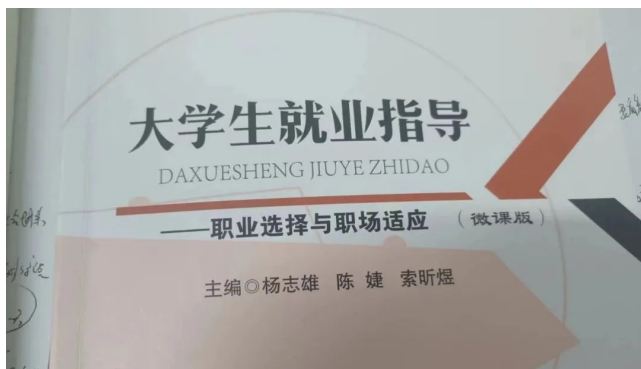 大学生就业指导
DAXUESHENG JIUYE ZHIDAO
——职业选择与职场适应 (微课版)
主编◎杨志雄 陈 婕 索昕煜